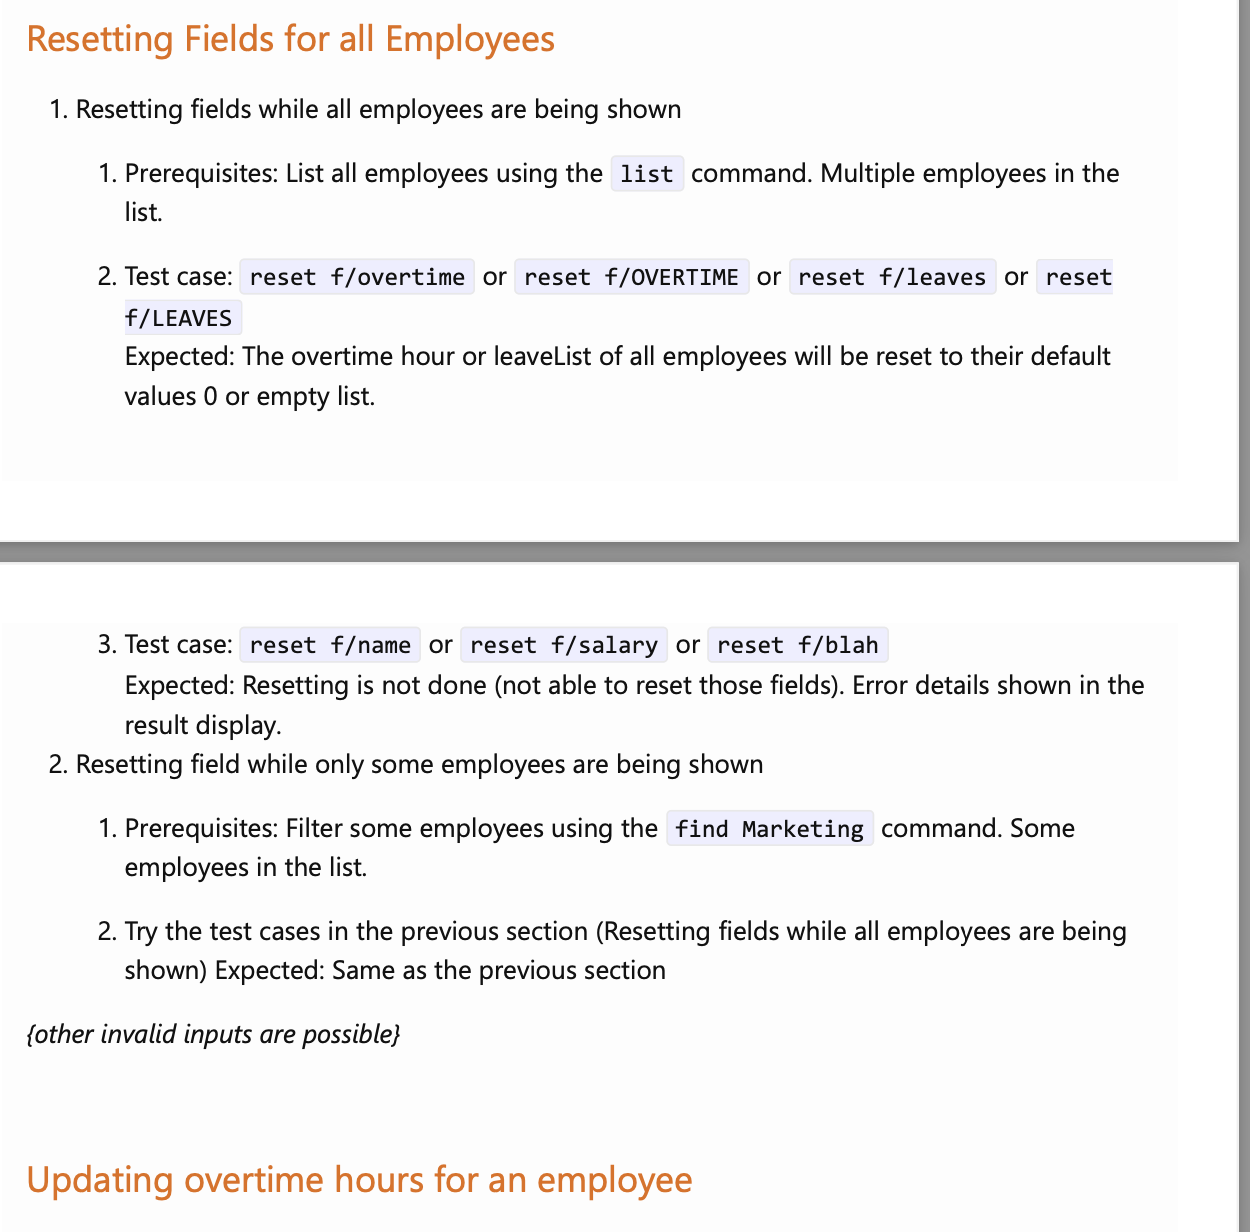 Resetting Fields for all Employees
1. Resetting fields while all employees are being shown
1. Prerequisites: List all employees using the list command. Multiple employees in the
list.
2. Test case: reset f/overtime or reset f/OVERTIME or reset f/leaves or reset
f/LEAVES
Expected: The overtime hour or leaveList of all employees will be reset to their default
values 0 or empty list.
3. Test case: reset f/name or reset f/salary or reset f/blah
Expected: Resetting is not done (not able to reset those fields). Error details shown in the
result display.
2. Resetting field while only some employees are being shown
1. Prerequisites: Filter some employees using the find Marketing command. Some
employees in the list.
2. Try the test cases in the previous section (Resetting fields while all employees are being
shown) Expected: Same as the previous section
{other invalid inputs are possible}
Updating overtime hours for an employee